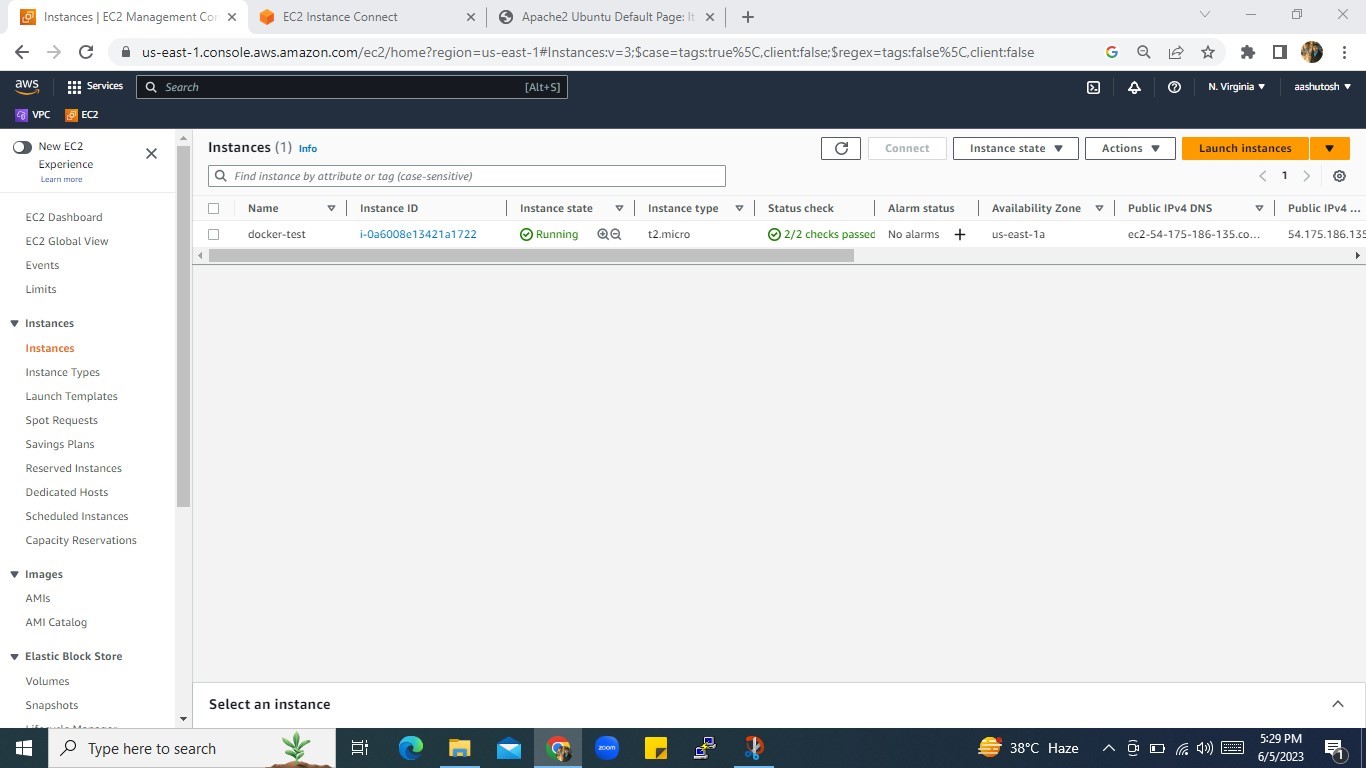 Instances | EC2 Management Con
EC2 Instance Connect
Apache2 Ubuntu Default Page: It
us-east-1.console.aws.amazon.com/ec2/home?region=us-east-1#Instances:v=3;$case=tags:true%5C,client:false;$regex=tags:false%5C,client:false
aws
Services
Search
[Alt+S]
N. Virginia
aashutosh
VPC
EC2
New EC2
Experience
Learn more
EC2 Dashboard
EC2 Global View
Events
Limits
Instances
Instances
Instance Types
Launch Templates
Spot Requests
Savings Plans
Reserved Instances
Dedicated Hosts
Scheduled Instances
Capacity Reservations
Images
AMIs
AMI Catalog
Elastic Block Store
Volumes
Snapshots
Lifecycle Manager
Instances (1) Info
Connect
Instance state
Actions
Launch instances
Find instance by attribute or tag (case-sensitive)
1
Name Instance ID Instance state Instance type Status check Alarm status Availability Zone Public IPv4 DNS Public IPv4 ...
docker-test i-0a6008e13421a1722 Running t2.micro 2/2 checks passed No alarms us-east-1a ec2-54-175-186-135.co... 54.175.186.135
Select an instance
Type here to search
zoom
38°C Haze
5:29 PM
6/5/2023
1